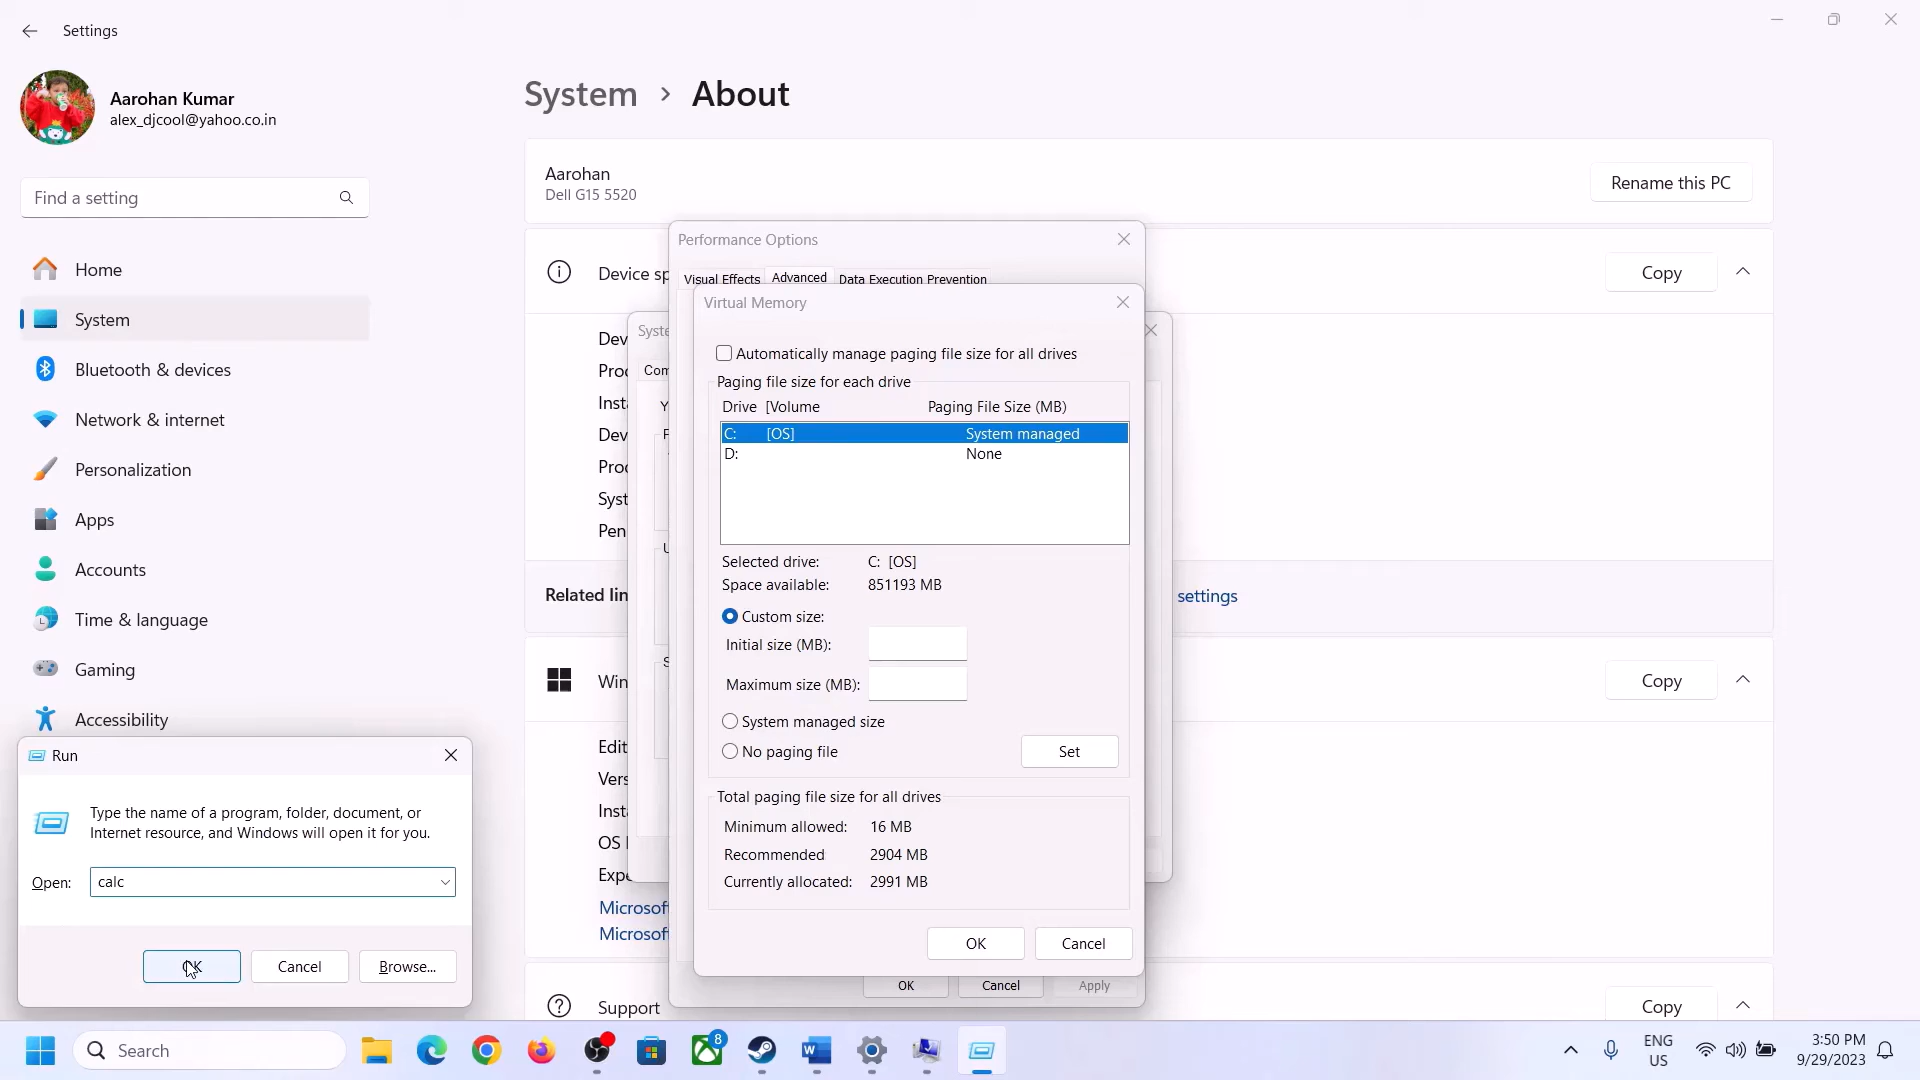 Settings
Aarohan Kumar
alex_djcool@yahoo.co.in
Find a setting
Home
System
Bluetooth & devices
Network & internet
Personalization
Apps
Accounts
Time & language
Gaming
Accessibility
System > About
Aarohan
Dell G15 5520
Rename this PC
Device sp
Copy
Dev
Proc
Insta
Dev
Proc
Syst
Pen
Related lin
settings
Win
Copy
Edit
Vers
Insta
OS
Expe
Microsof
Microsof
Support
Copy
Syste
Com
Performance Options
Visual Effects
Advanced
Data Execution Prevention
OK
Cancel
Apply
Virtual Memory
Automatically manage paging file size for all drives
Paging file size for each drive
Drive [Volume Paging File Size (MB)
C: [OS] System managed
D: None
Selected drive: C: [OS]
Space available: 851193 MB
Custom size:
Initial size (MB):
Maximum size (MB):
System managed size
No paging file
Set
Total paging file size for all drives
Minimum allowed: 16 MB
Recommended 2904 MB
Currently allocated: 2991 MB
OK
Cancel
Run
Type the name of a program, folder, document, or
Internet resource, and Windows will open it for you.
Open: calc
OK
Cancel
Browse...
Search
8
ENG
US
3:50 PM
9/29/2023